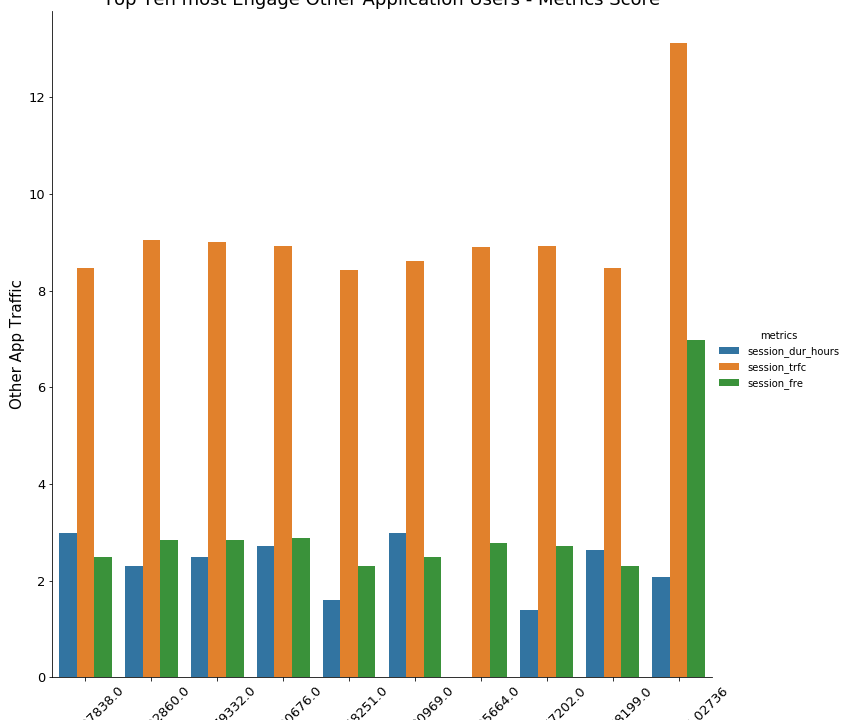 Top Ten most Engage Other Application Users - Metrics Score
Other App Traffic
12
10
8
6
4
2
0
metrics
session_dur_hours
session_trfc
session_fre
7838.0
2860.0
9332.0
0676.0
8251.0
0969.0
5664.0
7202.0
8199.0
02736